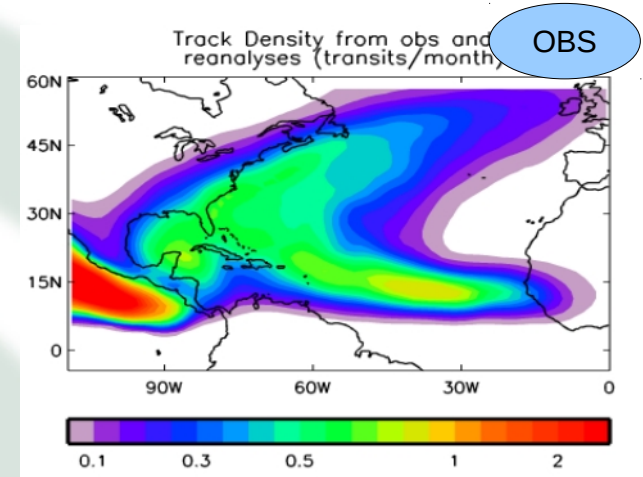 Track Density from obs and
OBS
reanalyses (transits/month)
60N
45N
30N
15N
0
90W 60W 30W 0
0.1 0.3 0.5 1 2